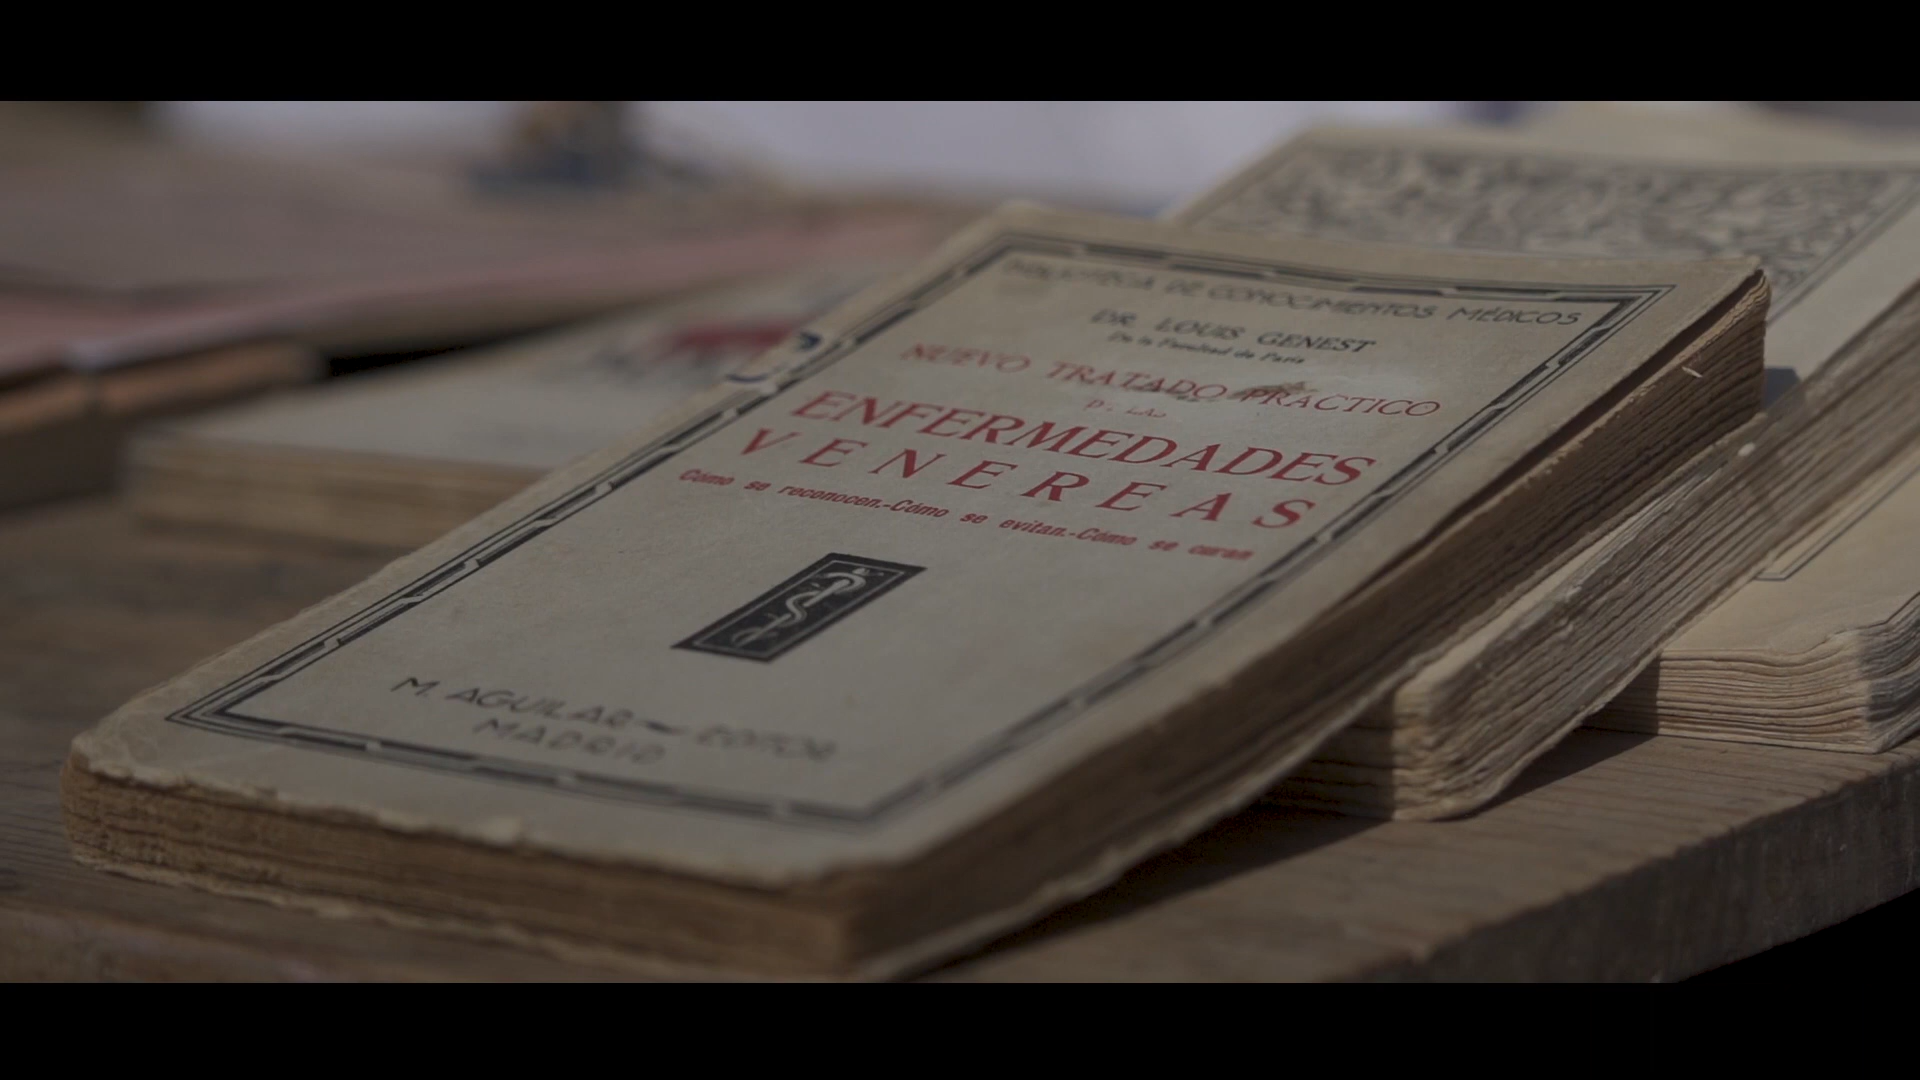 BIBLIOTECA DE CONOCIMIENTOS MÉDICOS
DR. LOUIS GENEST
De la Facultad de París
NUEVO TRATADO PRÁCTICO
DE LAS
ENFERMEDADES
VENEREAS
Cómo se reconocen.-Cómo se evitan.-Cómo se curan
M. AGUILAR - EDITOR
MADRID